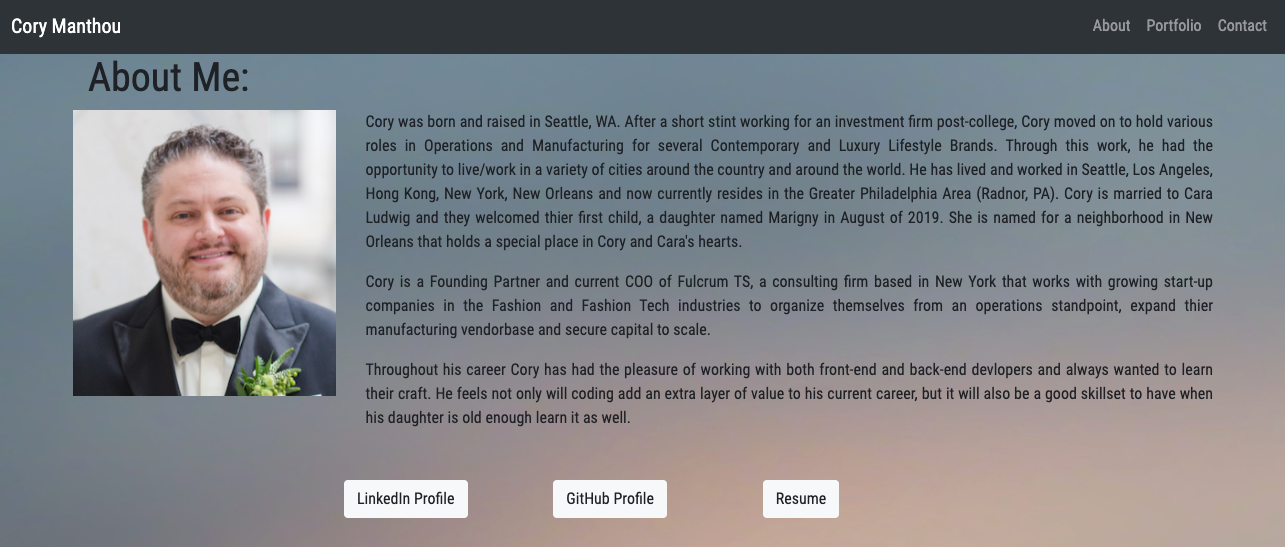 Cory Manthou
About Portfolio Contact
About Me:
Cory was born and raised in Seattle, WA. After a short stint working for an investment firm post-college, Cory moved on to hold various
roles in Operations and Manufacturing for several Contemporary and Luxury Lifestyle Brands. Through this work, he had the
opportunity to live/work in a variety of cities around the country and around the world. He has lived and worked in Seattle, Los Angeles,
Hong Kong, New York, New Orleans and now currently resides in the Greater Philadelphia Area (Radnor, PA). Cory is married to Cara
Ludwig and they welcomed thier first child, a daughter named Marigny in August of 2019. She is named for a neighborhood in New
Orleans that holds a special place in Cory and Cara's hearts.
Cory is a Founding Partner and current COO of Fulcrum TS, a consulting firm based in New York that works with growing start-up
companies in the Fashion and Fashion Tech industries to organize themselves from an operations standpoint, expand thier
manufacturing vendorbase and secure capital to scale.
Throughout his career Cory has had the pleasure of working with both front-end and back-end devlopers and always wanted to learn
their craft. He feels not only will coding add an extra layer of value to his current career, but it will also be a good skillset to have when
his daughter is old enough learn it as well.
LinkedIn Profile
GitHub Profile
Resume